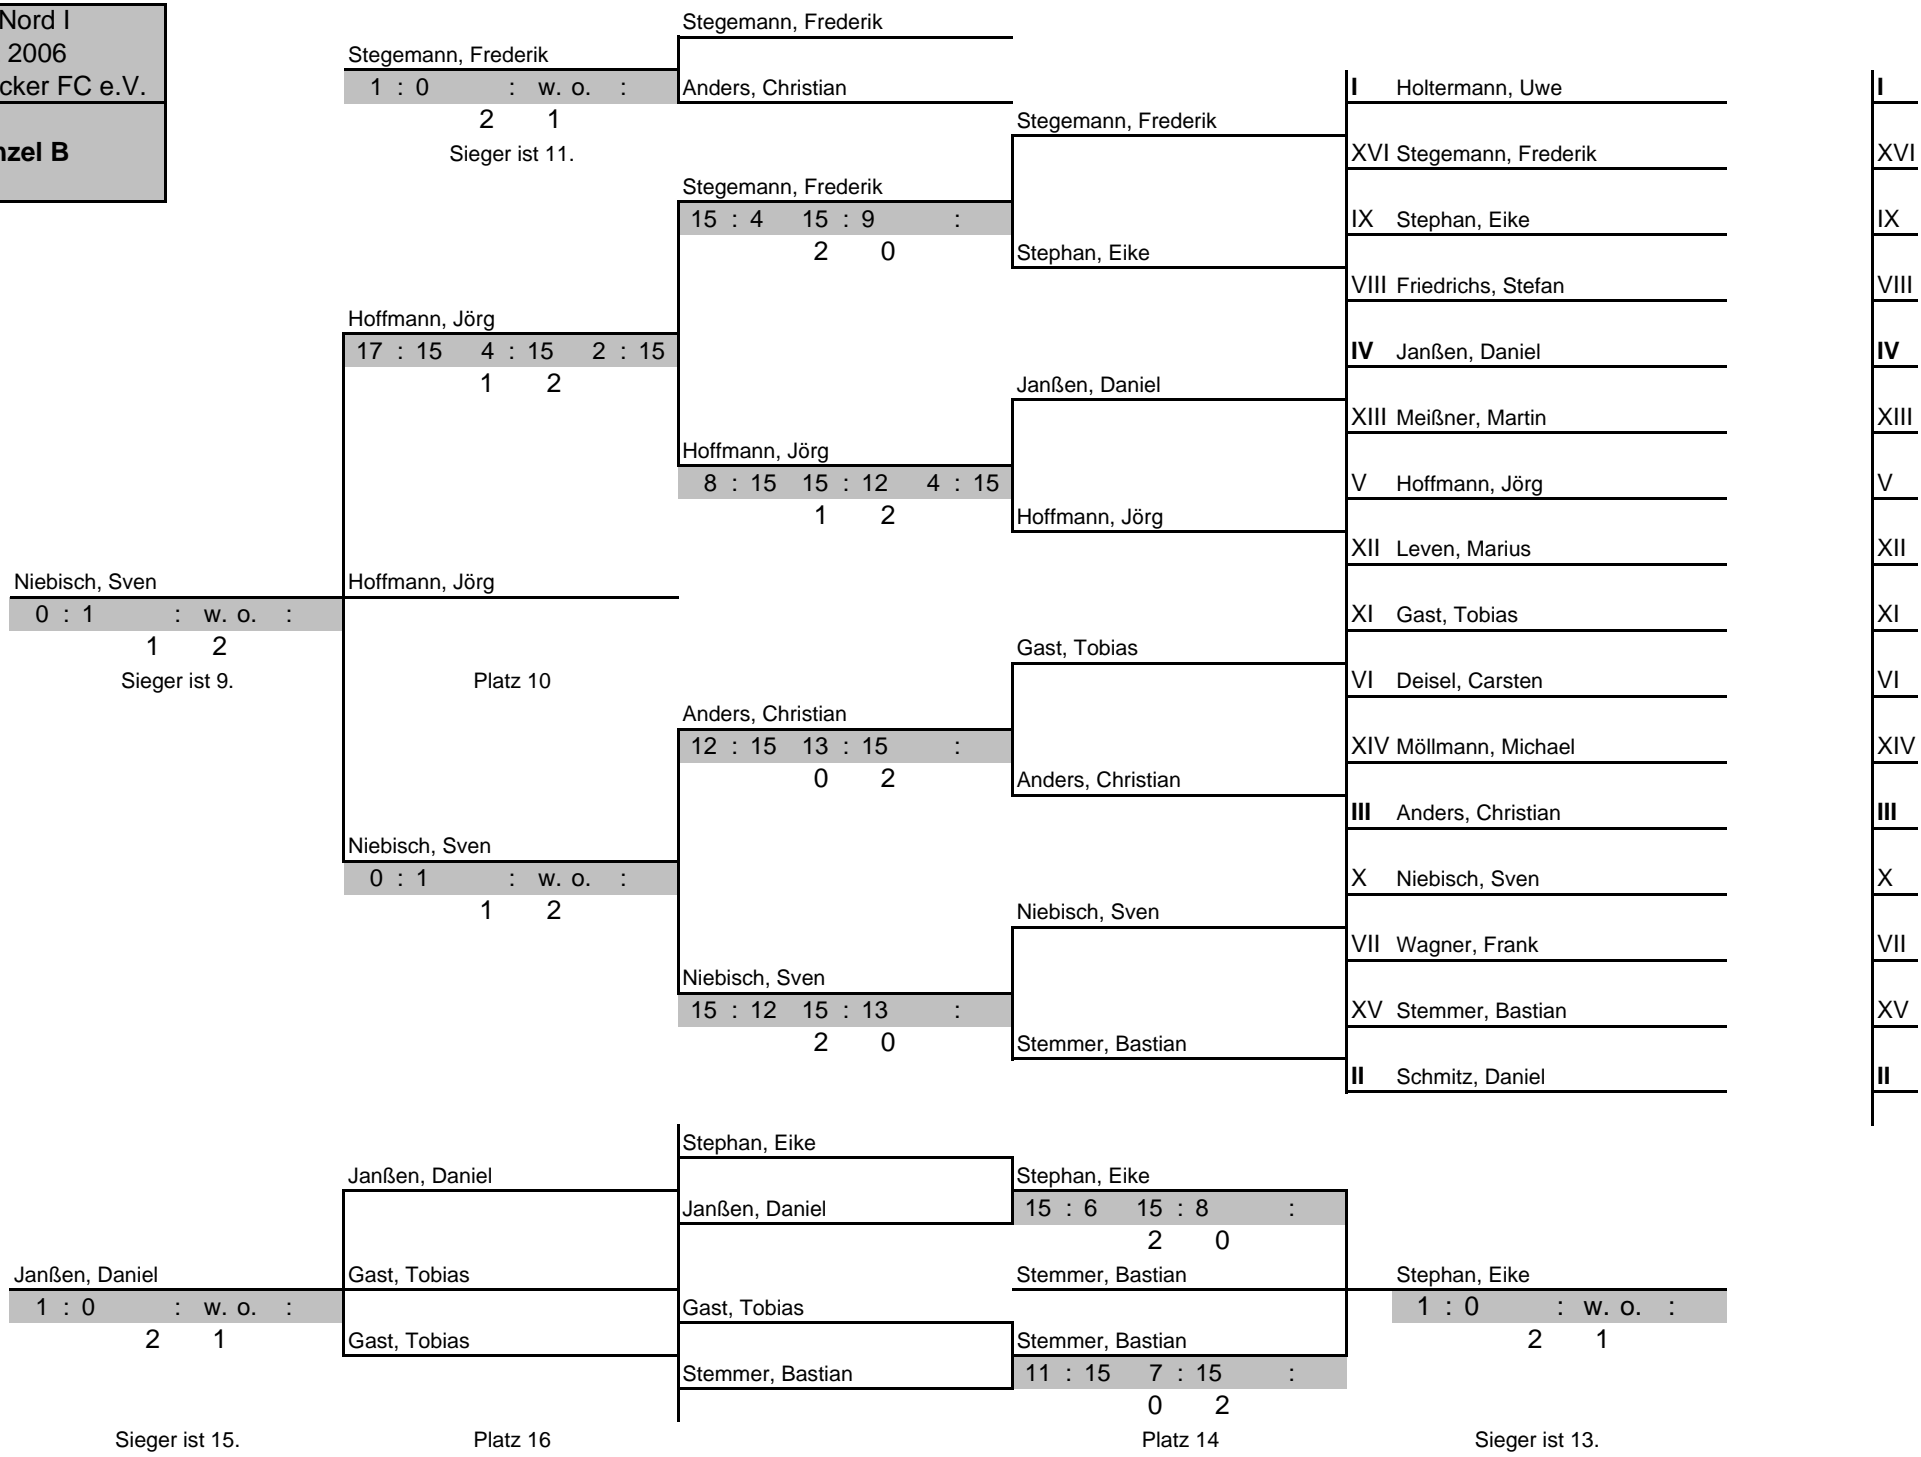 Nord I
2006
cker FC e.V.
nzel B
Stegemann, Frederik
Stegemann, Frederik
1 : 0 : w. o. :
Anders, Christian
2 1
Sieger ist 11.
Stegemann, Frederik
Stegemann, Frederik
15 : 4 15 : 9 :
2 0
Stephan, Eike
Hoffmann, Jörg
17 : 15 4 : 15 2 : 15
1 2
Janßen, Daniel
Hoffmann, Jörg
8 : 15 15 : 12 4 : 15
1 2
Hoffmann, Jörg
Niebisch, Sven
Hoffmann, Jörg
0 : 1 : w. o. :
1 2
Sieger ist 9.
Platz 10
Gast, Tobias
Anders, Christian
12 : 15 13 : 15 :
0 2
Anders, Christian
Niebisch, Sven
0 : 1 : w. o. :
1 2
Niebisch, Sven
Niebisch, Sven
15 : 12 15 : 13 :
2 0
Stemmer, Bastian
I Holtermann, Uwe
XVI Stegemann, Frederik
IX Stephan, Eike
VIII Friedrichs, Stefan
IV Janßen, Daniel
XIII Meißner, Martin
V Hoffmann, Jörg
XII Leven, Marius
XI Gast, Tobias
VI Deisel, Carsten
XIV Möllmann, Michael
III Anders, Christian
X Niebisch, Sven
VII Wagner, Frank
XV Stemmer, Bastian
II Schmitz, Daniel
I
XVI
IX
VIII
IV
XIII
V
XII
XI
VI
XIV
III
X
VII
XV
II
Stephan, Eike
Janßen, Daniel
Stephan, Eike
Janßen, Daniel
15 : 6 15 : 8 :
2 0
Janßen, Daniel
Gast, Tobias
Stemmer, Bastian
Stephan, Eike
1 : 0 : w. o. :
Gast, Tobias
1 : 0 : w. o. :
2 1
Gast, Tobias
Stemmer, Bastian
2 1
Stemmer, Bastian
11 : 15 7 : 15 :
0 2
Sieger ist 15.
Platz 16
Platz 14
Sieger ist 13.